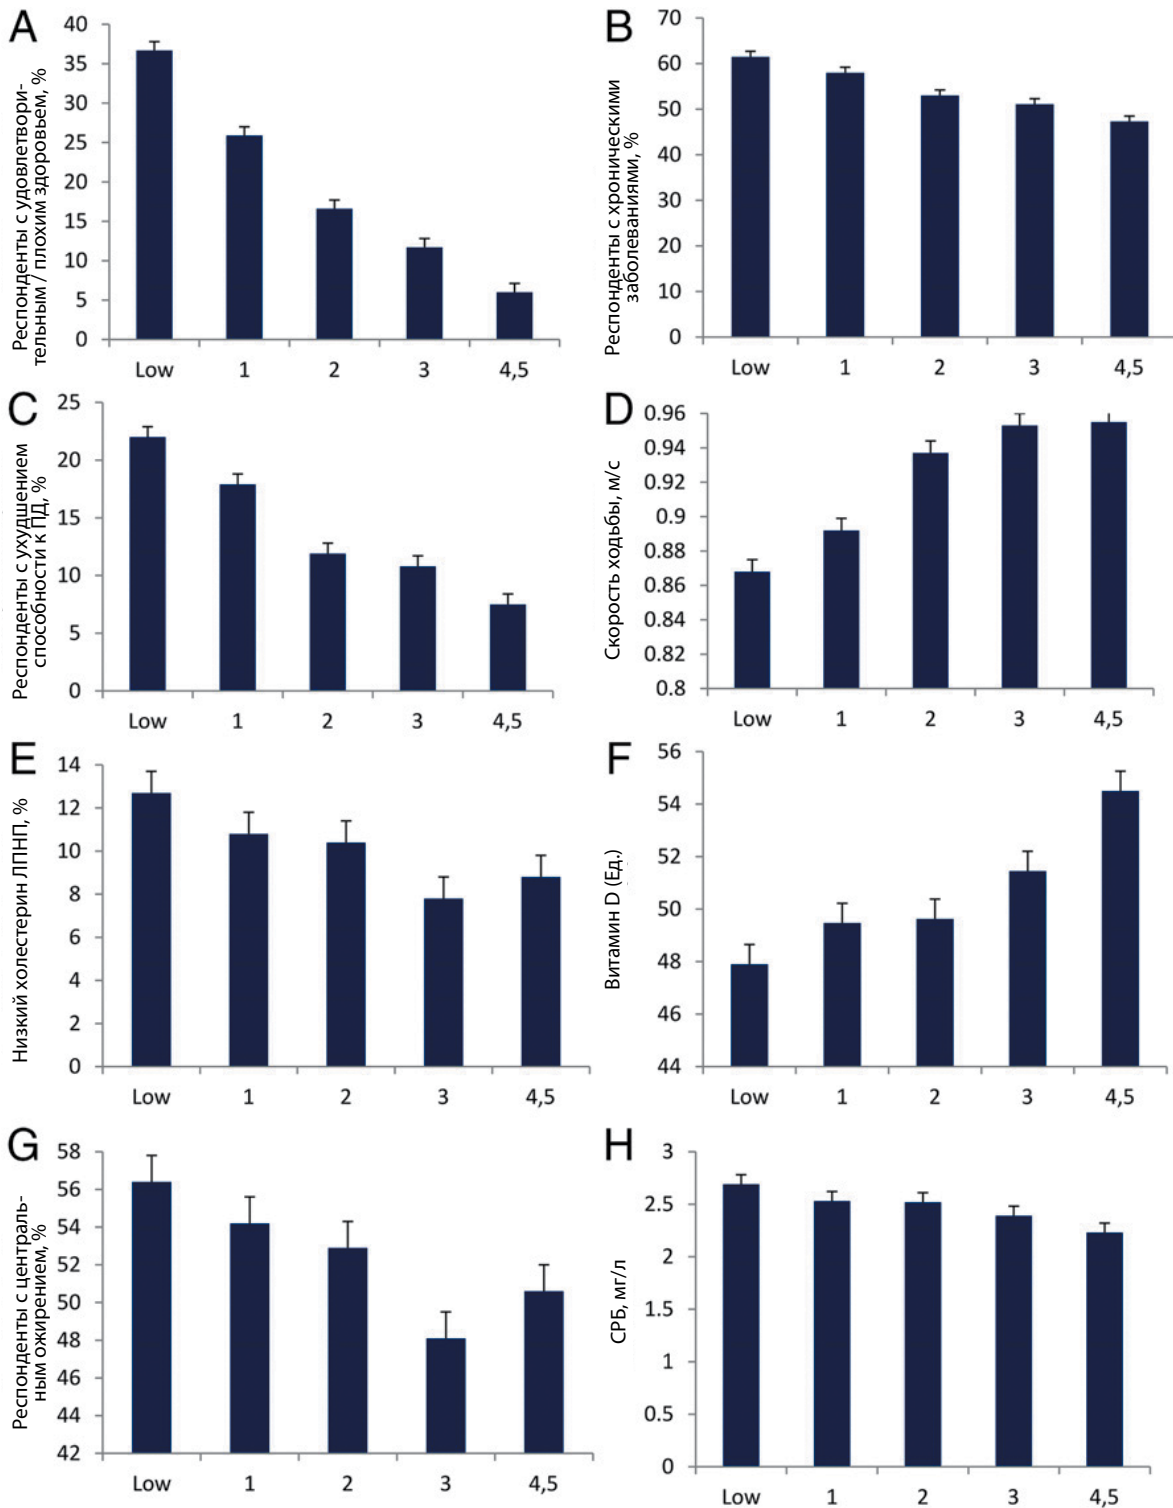 A
Респонденты с удовлетвори-
тельным / плохим здоровьем, %
40
35
30
25
20
15
10
5
0
Low 1 2 3 4,5
B
Респонденты с хроническими
заболеваниями, %
70
60
50
40
30
20
10
0
Low 1 2 3 4,5
C
Респонденты с ухудшением
способности к ПД, %
25
20
15
10
5
0
Low 1 2 3 4,5
D
Скорость ходьбы, м/с
0.96
0.94
0.92
0.9
0.88
0.86
0.84
0.82
0.8
Low 1 2 3 4,5
E
Низкий холестерин ЛПНП, %
14
12
10
8
6
4
2
0
Low 1 2 3 4,5
F
Витамин D (Ед.)
56
54
52
50
48
46
44
Low 1 2 3 4,5
G
Респонденты с централь-
ным ожирением, %
58
56
54
52
50
48
46
44
42
Low 1 2 3 4,5
H
СРБ, мг/л
3
2.5
2
1.5
1
0.5
0
Low 1 2 3 4,5